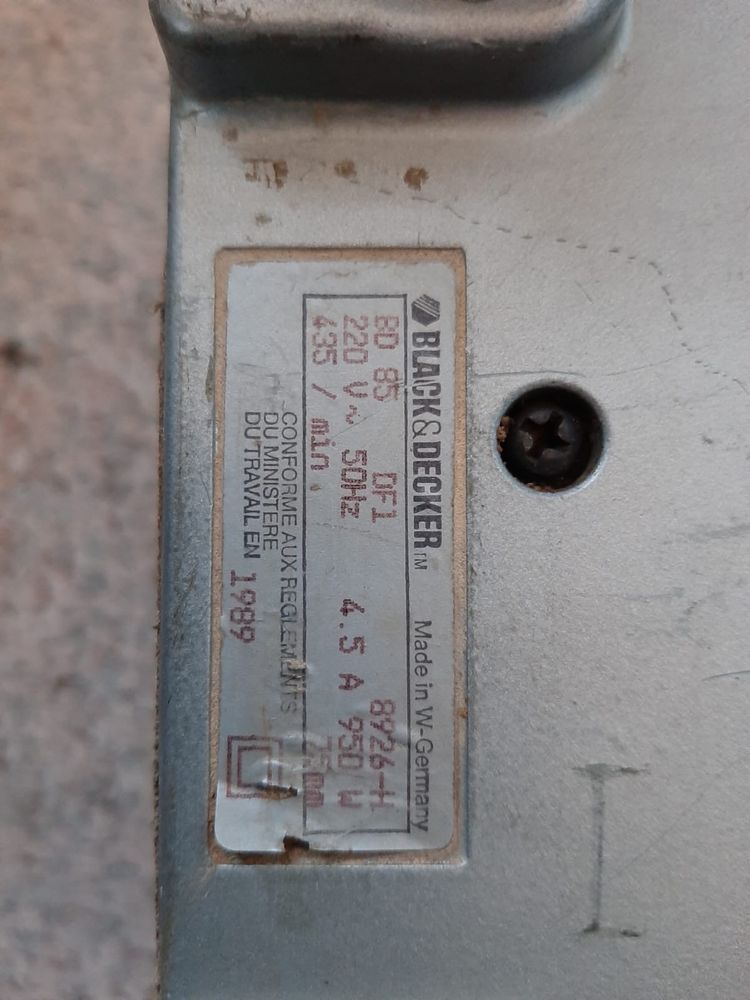 BLACK&DECKER TM Made in W-Germany
BD 85 DF1 8926-H
220 V~ 50Hz 4.5 A 950 W
435 / min.
CONFORME AUX REGLEMENTS
DU MINISTERE
DU TRAVAIL EN 1989